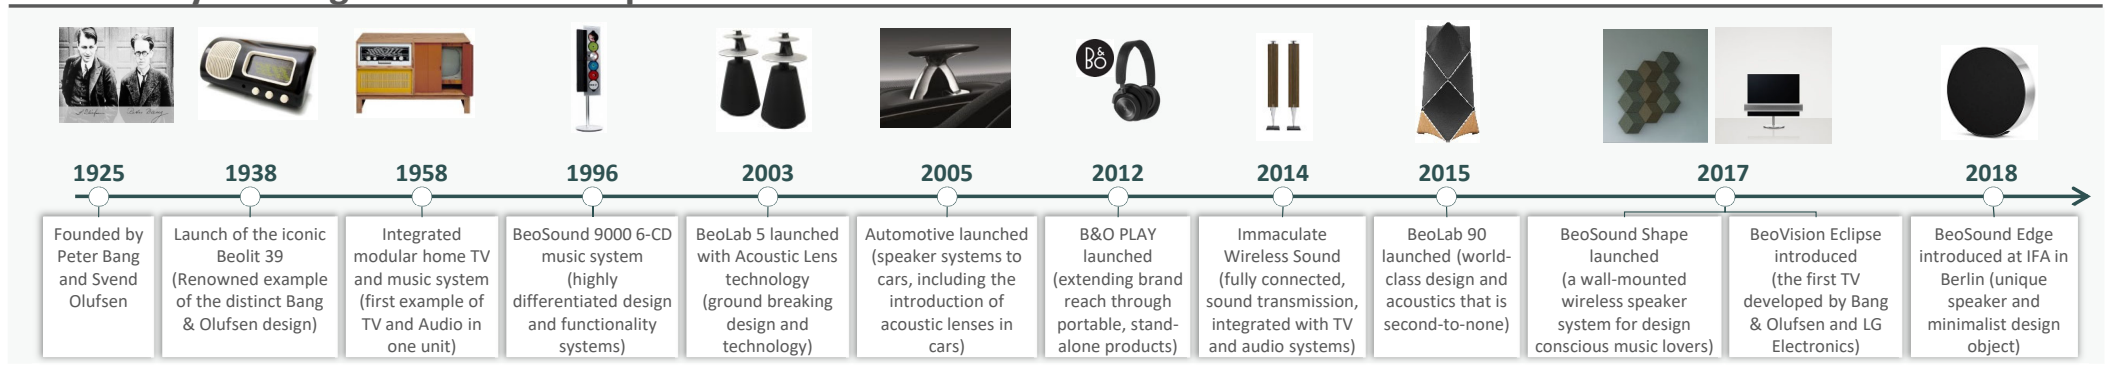 B&O
1925
1938
1958
1996
2003
2005
2012
2014
2015
2017
2018
Founded by
Peter Bang
and Svend
Olufsen
Launch of the iconic
Beolit 39
(Renowned example
of the distinct Bang
& Olufsen design)
Integrated
modular home TV
and music system
(first example of
TV and Audio in
one unit)
BeoSound 9000 6-CD
music system
(highly
differentiated design
and functionality
systems)
BeoLab 5 launched
with Acoustic Lens
technology
(ground breaking
design and
technology)
Automotive launched
(speaker systems to
cars, including the
introduction of
acoustic lenses in
cars)
B&O PLAY
launched
(extending brand
reach through
portable, stand-
alone products)
Immaculate
Wireless Sound
(fully connected,
sound transmission,
integrated with TV
and audio systems)
BeoLab 90
launched (world-
class design and
acoustics that is
second-to-none)
BeoSound Shape
launched
(a wall-mounted
wireless speaker
system for design
conscious music lovers)
BeoVision Eclipse
introduced
(the first TV
developed by Bang
& Olufsen and LG
Electronics)
BeoSound Edge
introduced at IFA in
Berlin (unique
speaker and
minimalist design
object)